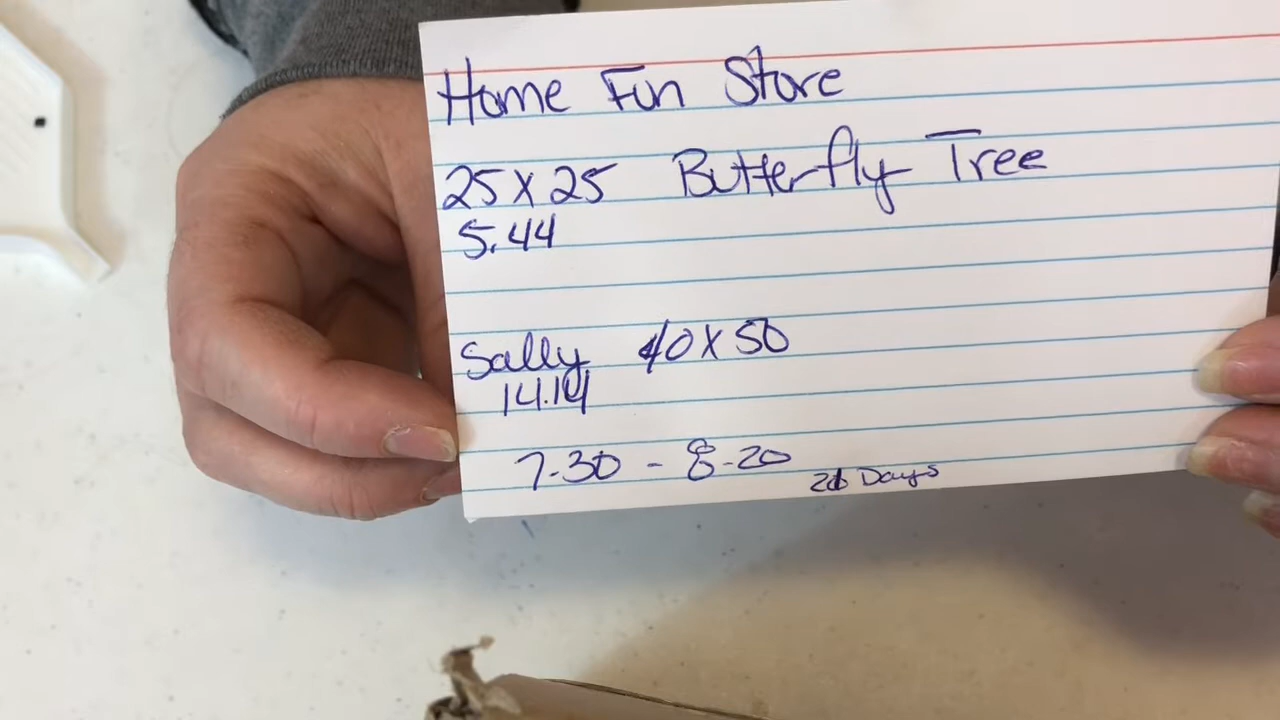 Home Fun Store
25 X 25 Butterfly Tree
5.44
Sally 40 X 50
14.14
7-30 - 8-20
Days